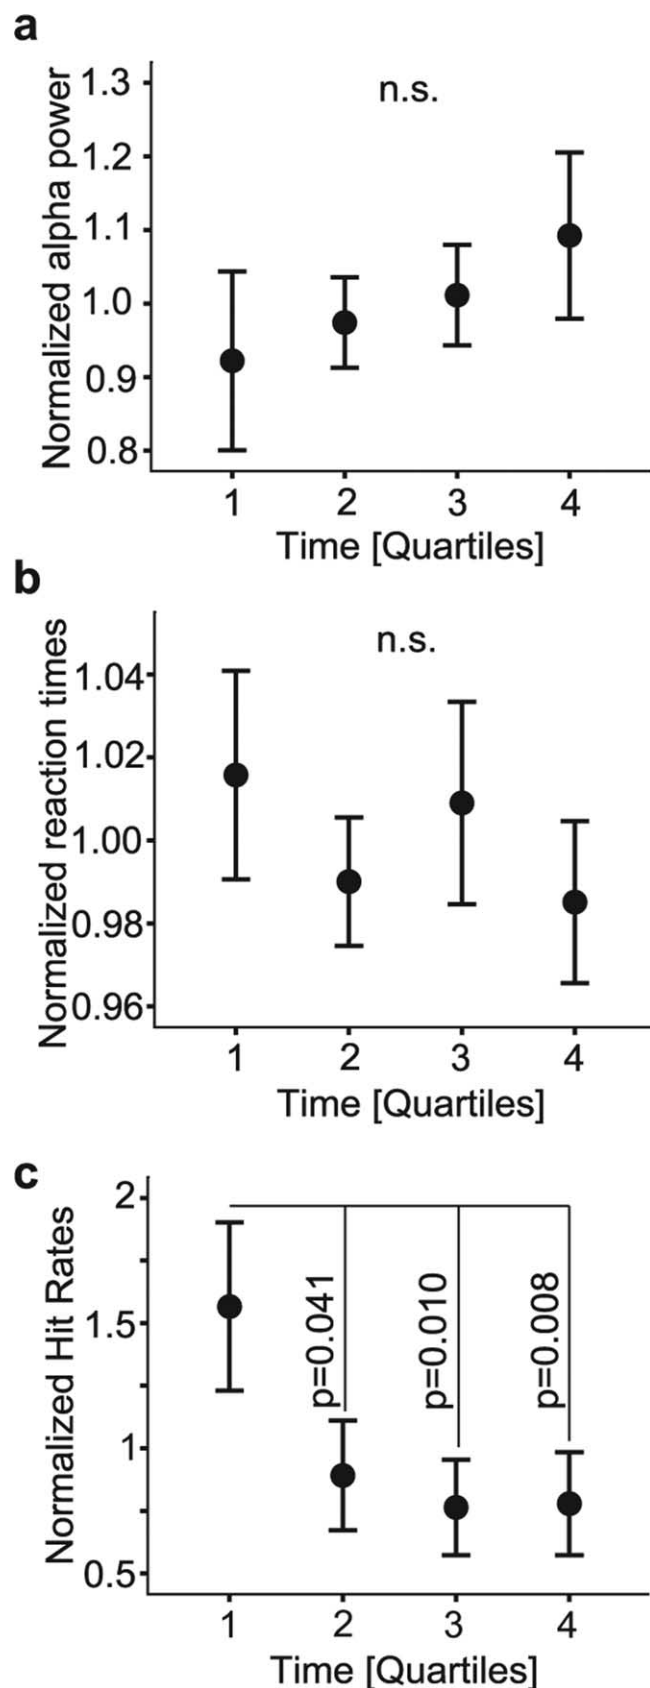 a
Normalized alpha power
n.s.
1.3
1.2
1.1
1.0
0.9
0.8
1 2 3 4
Time [Quartiles]
b
Normalized reaction times
n.s.
1.04
1.02
1.00
0.98
0.96
1 2 3 4
Time [Quartiles]
c
Normalized Hit Rates
2
1.5
1
0.5
p=0.041
p=0.010
p=0.008
1 2 3 4
Time [Quartiles]